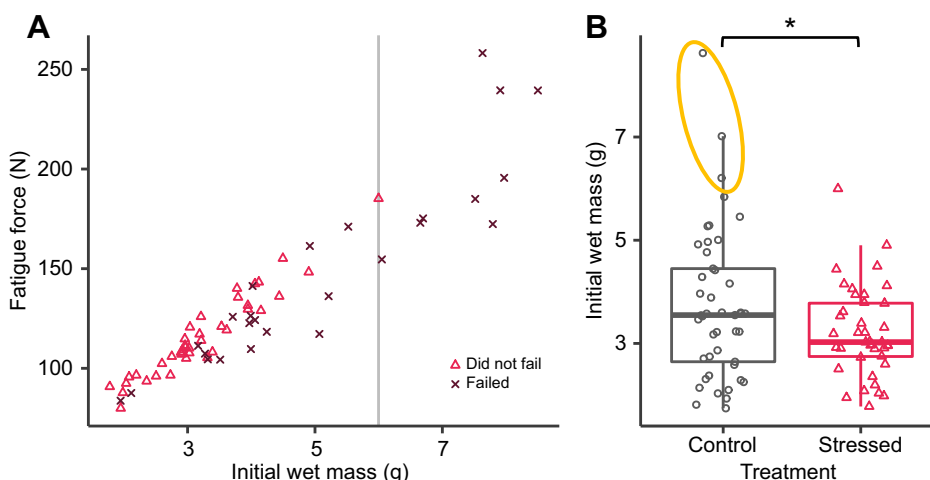 A
B
Fatigue force (N)
250
200
150
100
3
5
7
Initial wet mass (g)
Did not fail
Failed
*
Initial wet mass (g)
7
5
3
Control
Stressed
Treatment